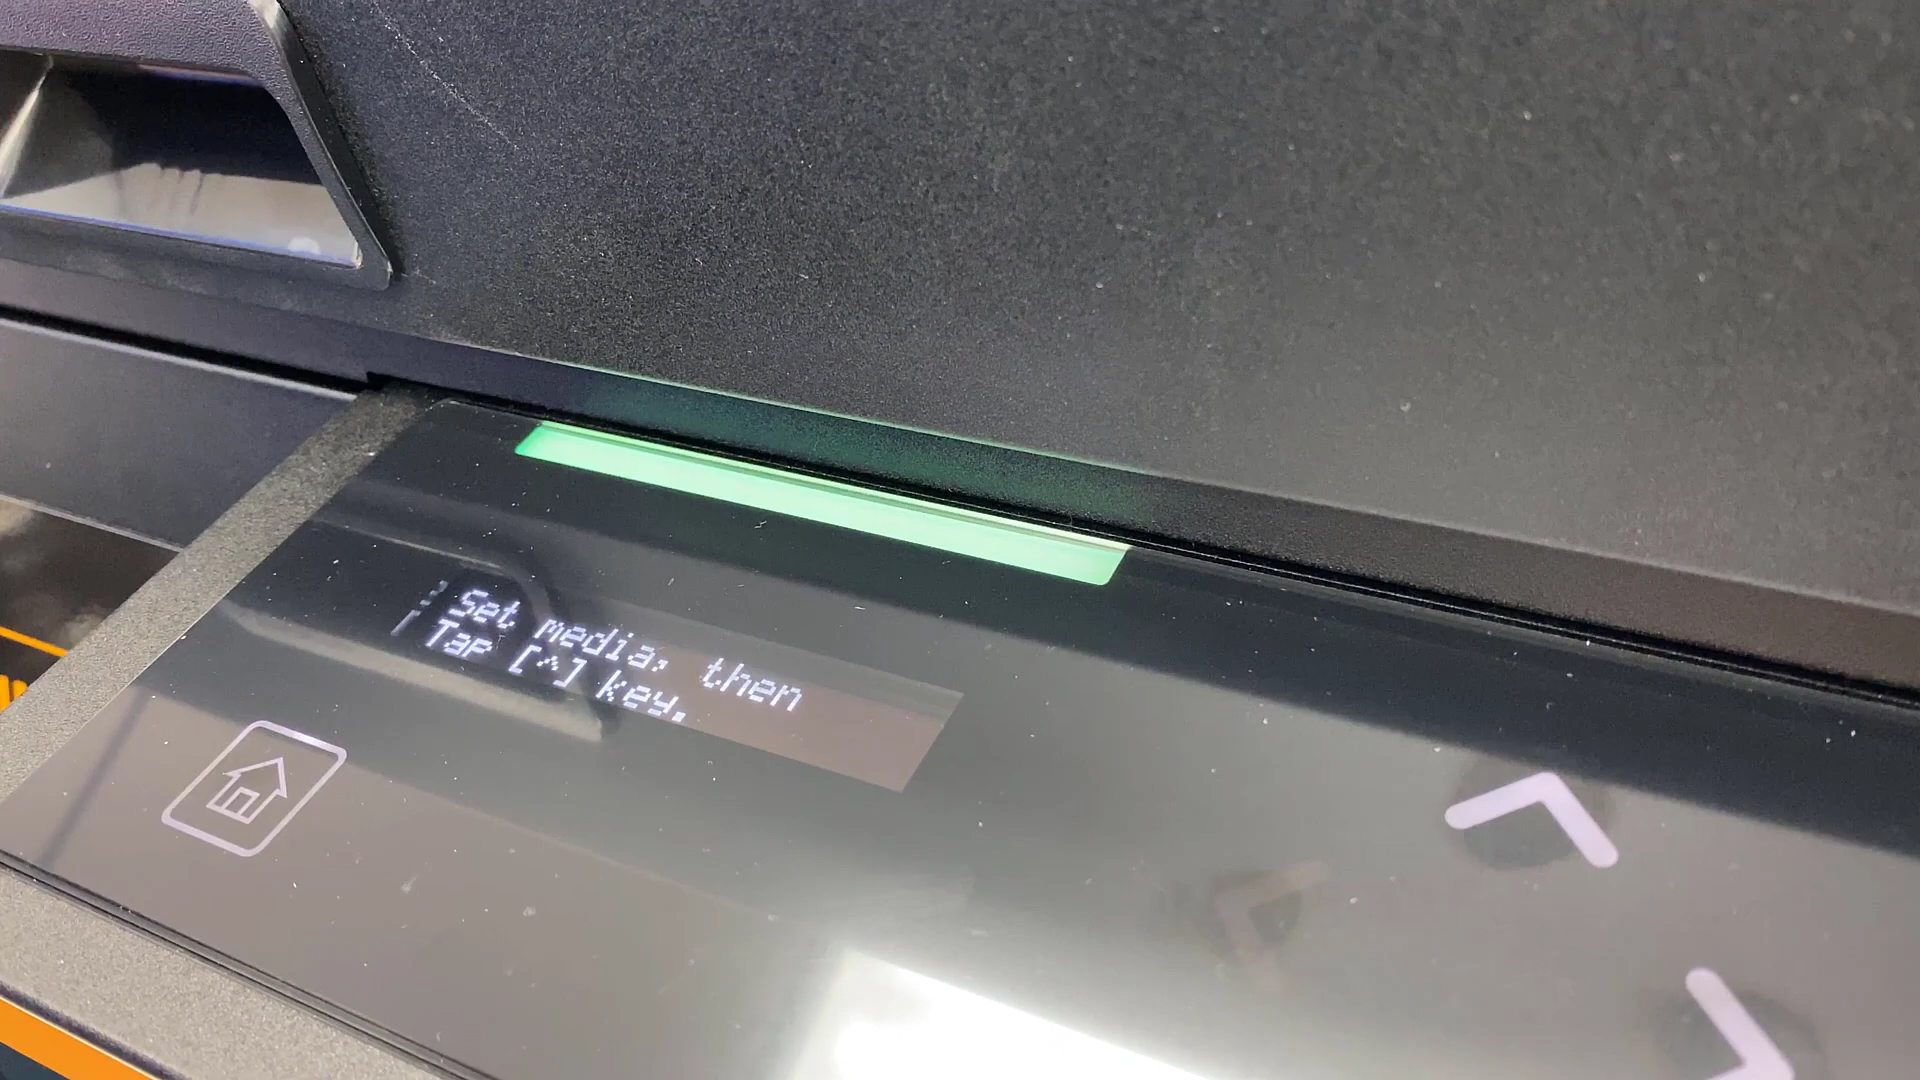 Set media, then
Tap [^] key.